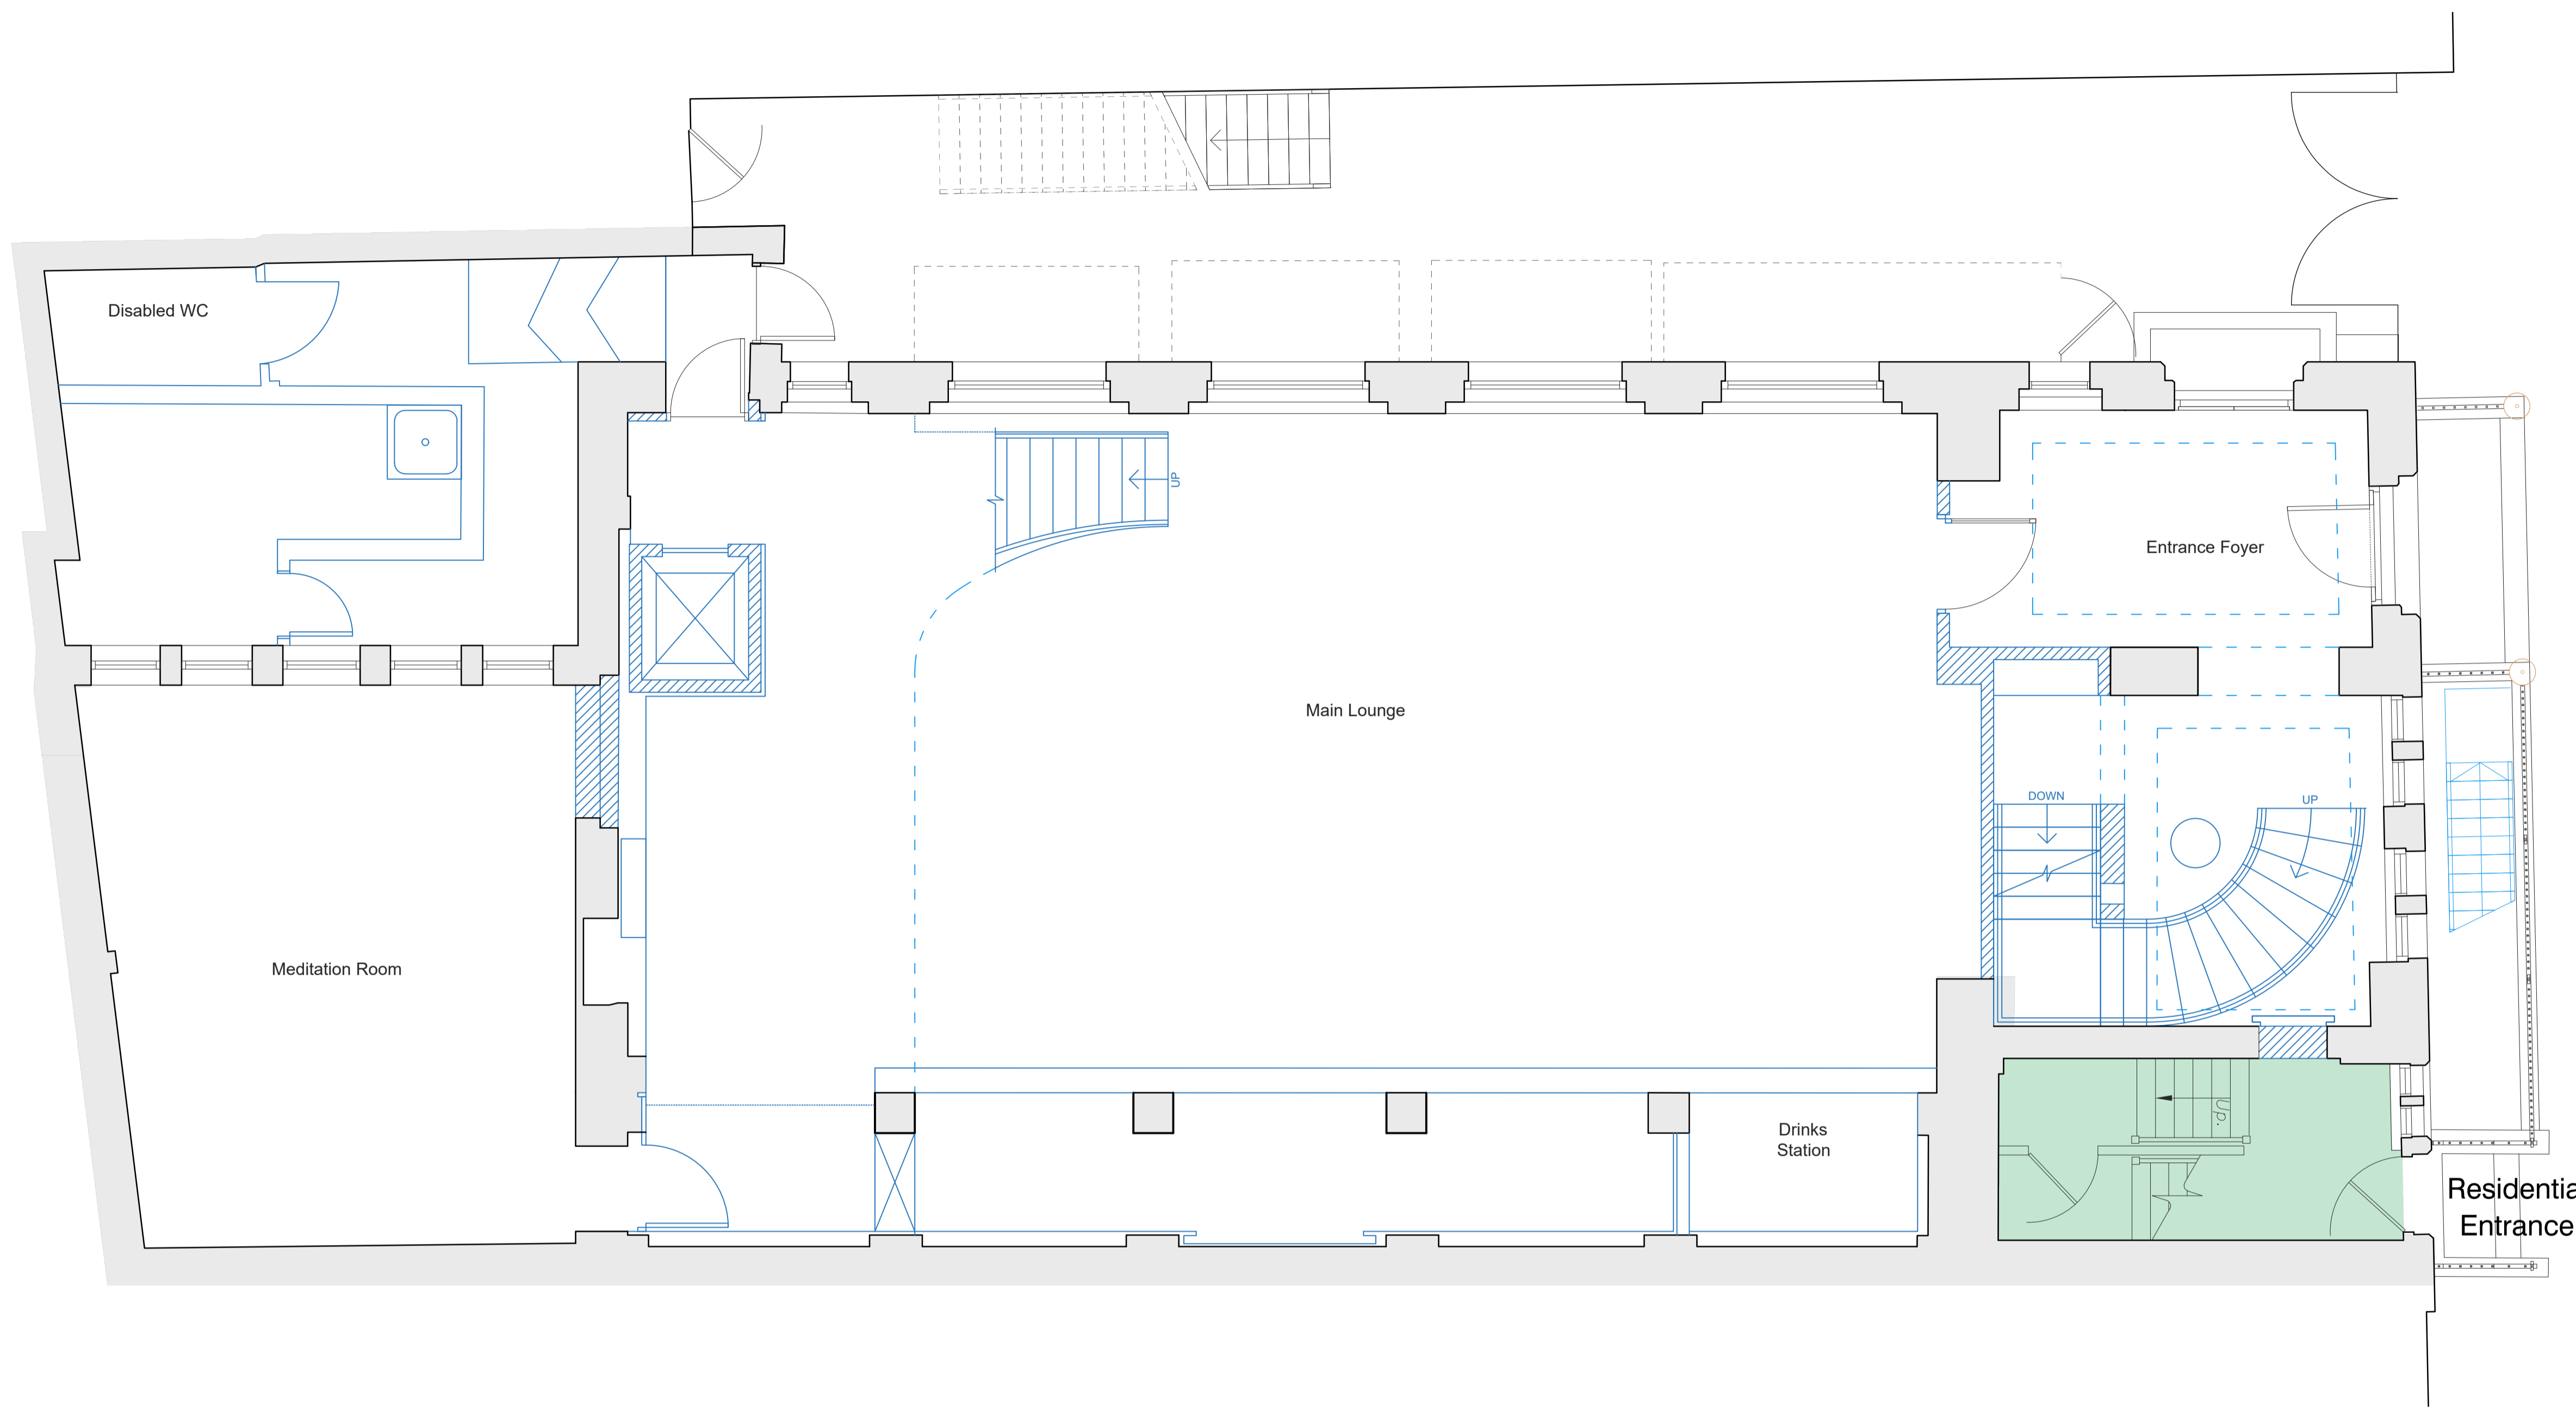 Disabled WC
UP
Entrance Foyer
Main Lounge
DOWN
UP
Meditation Room
UP.
Drinks
Station
Residentia
Entrance